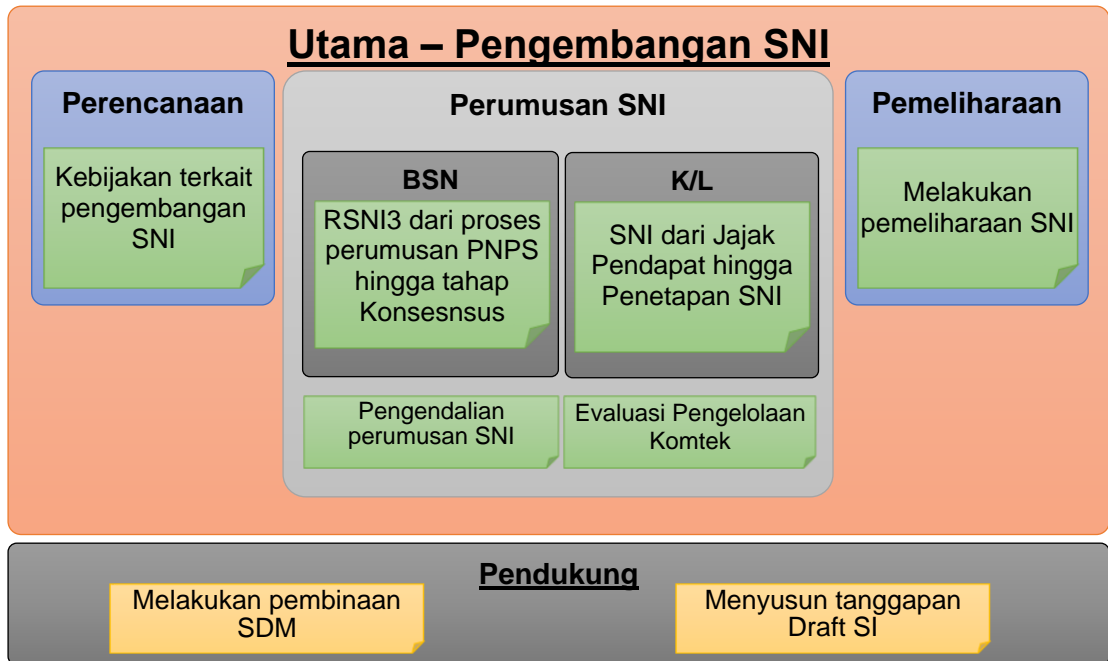 Utama – Pengembangan SNI
Perencanaan
Kebijakan terkait
pengembangan
SNI
Perumusan SNI
BSN
RSNI3 dari proses
perumusan PNPS
hingga tahap
Konsesnsus
K/L
SNI dari Jajak
Pendapat hingga
Penetapan SNI
Pengendalian
perumusan SNI
Evaluasi Pengelolaan
Komtek
Pemeliharaan
Melakukan
pemeliharaan SNI
Pendukung
Melakukan pembinaan
SDM
Menyusun tanggapan
Draft SI